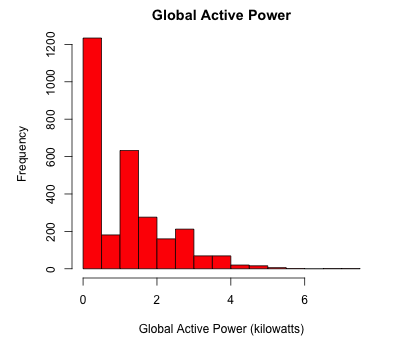 Global Active Power
Frequency
0 200 400 600 800 1000 1200
0 2 4 6
Global Active Power (kilowatts)